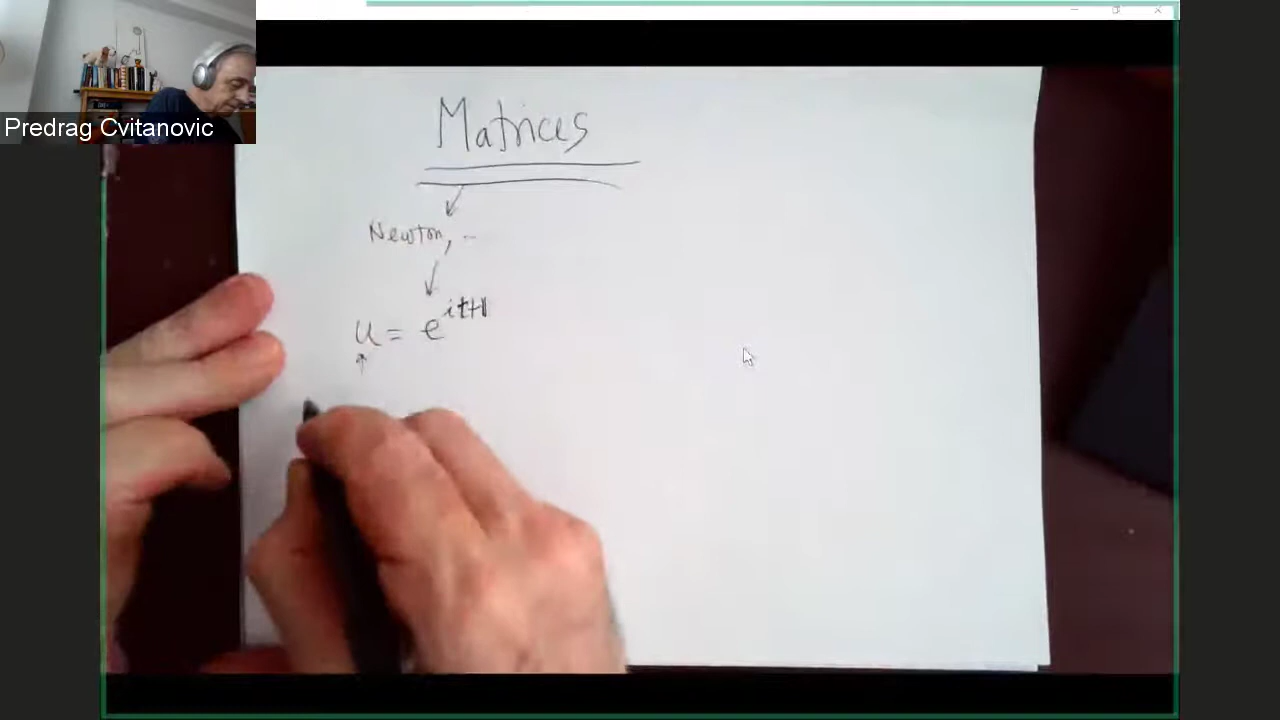 Predrag Cvitanovic
Matrices
Newton, ...
u = e^{itH}